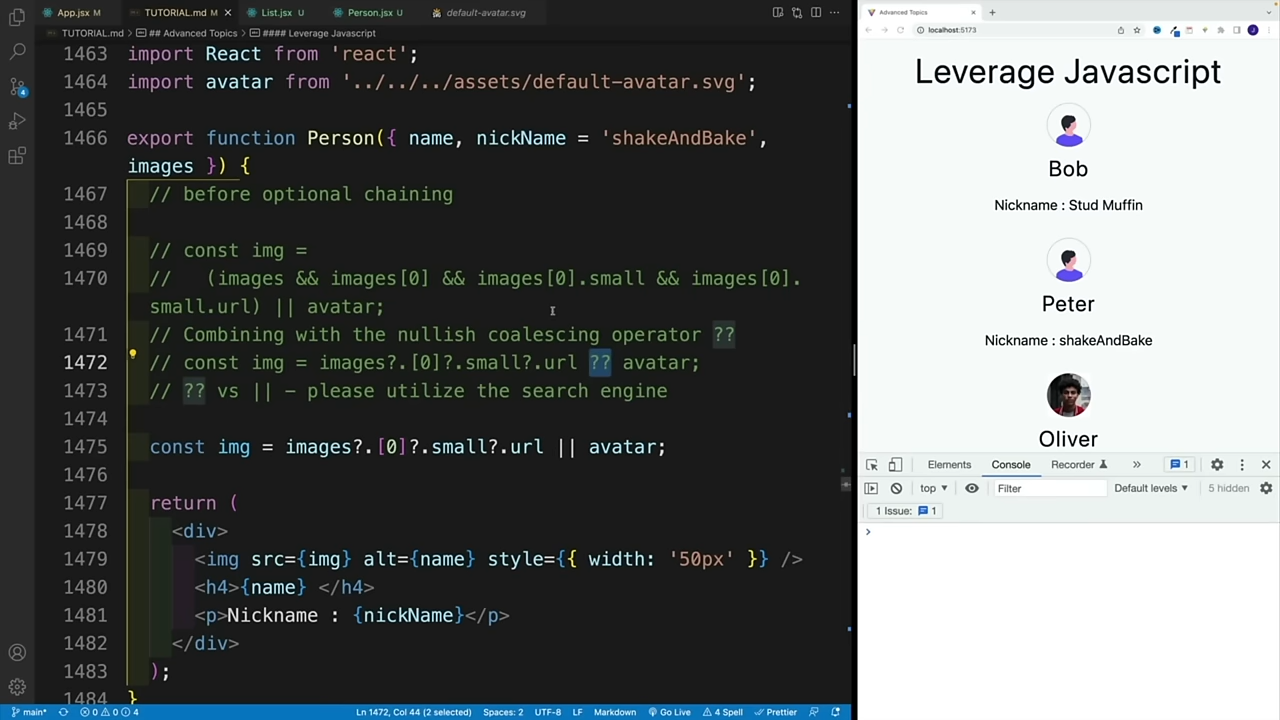 App.jsx M
TUTORIAL.md M
List.jsx U
Person.jsx U
default-avatar.svg
TUTORIAL.md > ## Advanced Topics > #### Leverage Javascript
1463 import React from 'react';
1464 import avatar from '../../../assets/default-avatar.svg';
1465
1466 export function Person({ name, nickName = 'shakeAndBake',
images }) {
1467 // before optional chaining
1468
1469 // const img =
1470 //   (images && images[0] && images[0].small && images[0].
small.url) || avatar;
1471 // Combining with the nullish coalescing operator ??
1472 // const img = images?.[0]?.small?.url ?? avatar;
1473 // ?? vs || - please utilize the search engine
1474
1475 const img = images?.[0]?.small?.url || avatar;
1476
1477 return (
1478 <div>
1479 <img src={img} alt={name} style={{ width: '50px' }} />
1480 <h4>{name} </h4>
1481 <p>Nickname : {nickName}</p>
1482 </div>
1483 );
1484 }
4
main*
0 0 4
Ln 1472, Col 44 (2 selected)
Spaces: 2
UTF-8
LF
Markdown
Go Live
4 Spell
Prettier
Advanced Topics
localhost:5173
J
Leverage Javascript
Bob
Nickname : Stud Muffin
Peter
Nickname : shakeAndBake
Oliver
Elements
Console
Recorder
1
top
Filter
Default levels
5 hidden
1 Issue: 1